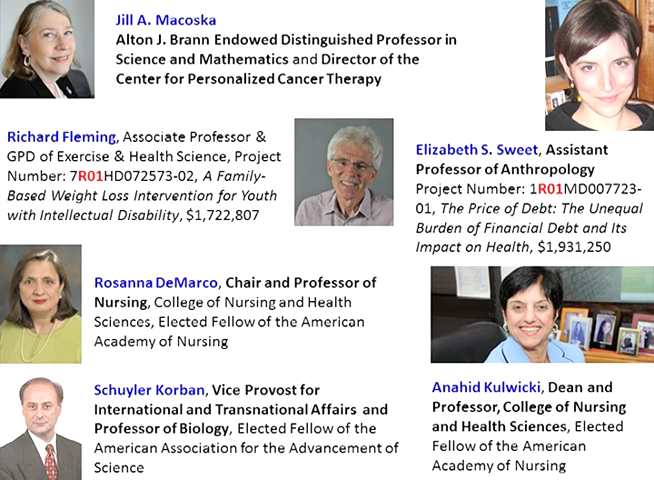 Jill A. Macoska
Alton J. Brann Endowed Distinguished Professor in
Science and Mathematics and Director of the
Center for Personalized Cancer Therapy
Richard Fleming, Associate Professor &
GPD of Exercise & Health Science, Project
Number: 7R01HD072573-02, A Family-
Based Weight Loss Intervention for Youth
with Intellectual Disability, $1,722,807
Elizabeth S. Sweet, Assistant
Professor of Anthropology
Project Number: 1R01MD007723-
01, The Price of Debt: The Unequal
Burden of Financial Debt and Its
Impact on Health, $1,931,250
Rosanna DeMarco, Chair and Professor of
Nursing, College of Nursing and Health
Sciences, Elected Fellow of the American
Academy of Nursing
Schuyler Korban, Vice Provost for
International and Transnational Affairs and
Professor of Biology, Elected Fellow of the
American Association for the Advancement of
Science
Anahid Kulwicki, Dean and
Professor, College of Nursing
and Health Sciences, Elected
Fellow of the American
Academy of Nursing